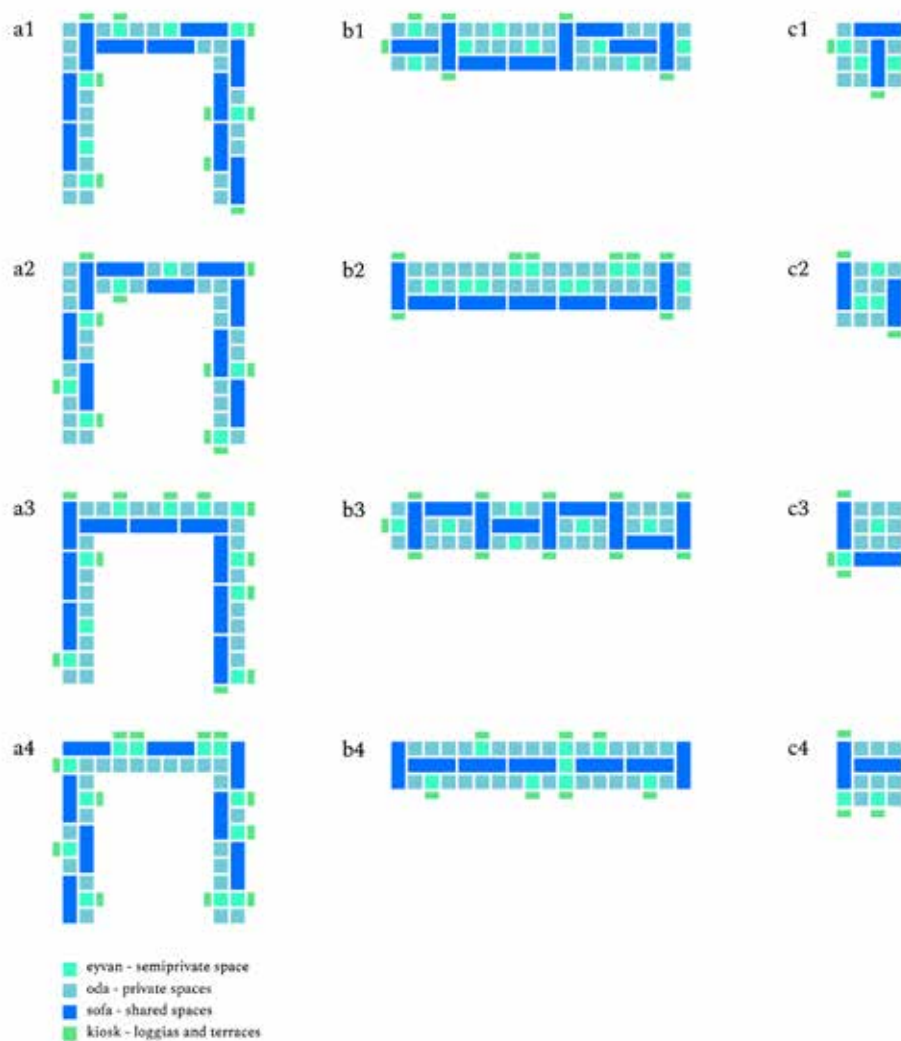 a1
b1
c1
a2
b2
c2
a3
b3
c3
a4
b4
c4
eyvan - semiprivate space
oda - private spaces
sofa - shared spaces
kiosk - loggias and terraces